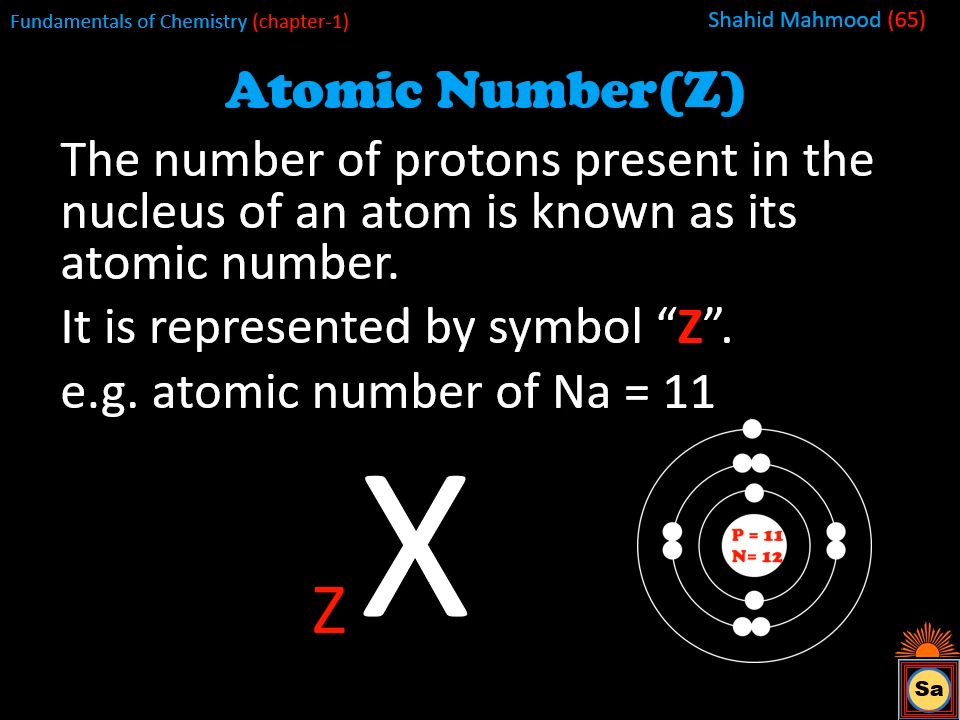 Fundamentals of Chemistry (chapter-1)
Shahid Mahmood (65)
Atomic Number(Z)
The number of protons present in the
nucleus of an atom is known as its
atomic number.
It is represented by symbol “Z”.
e.g. atomic number of Na = 11
X
Z
P = 11
N= 12
Sa